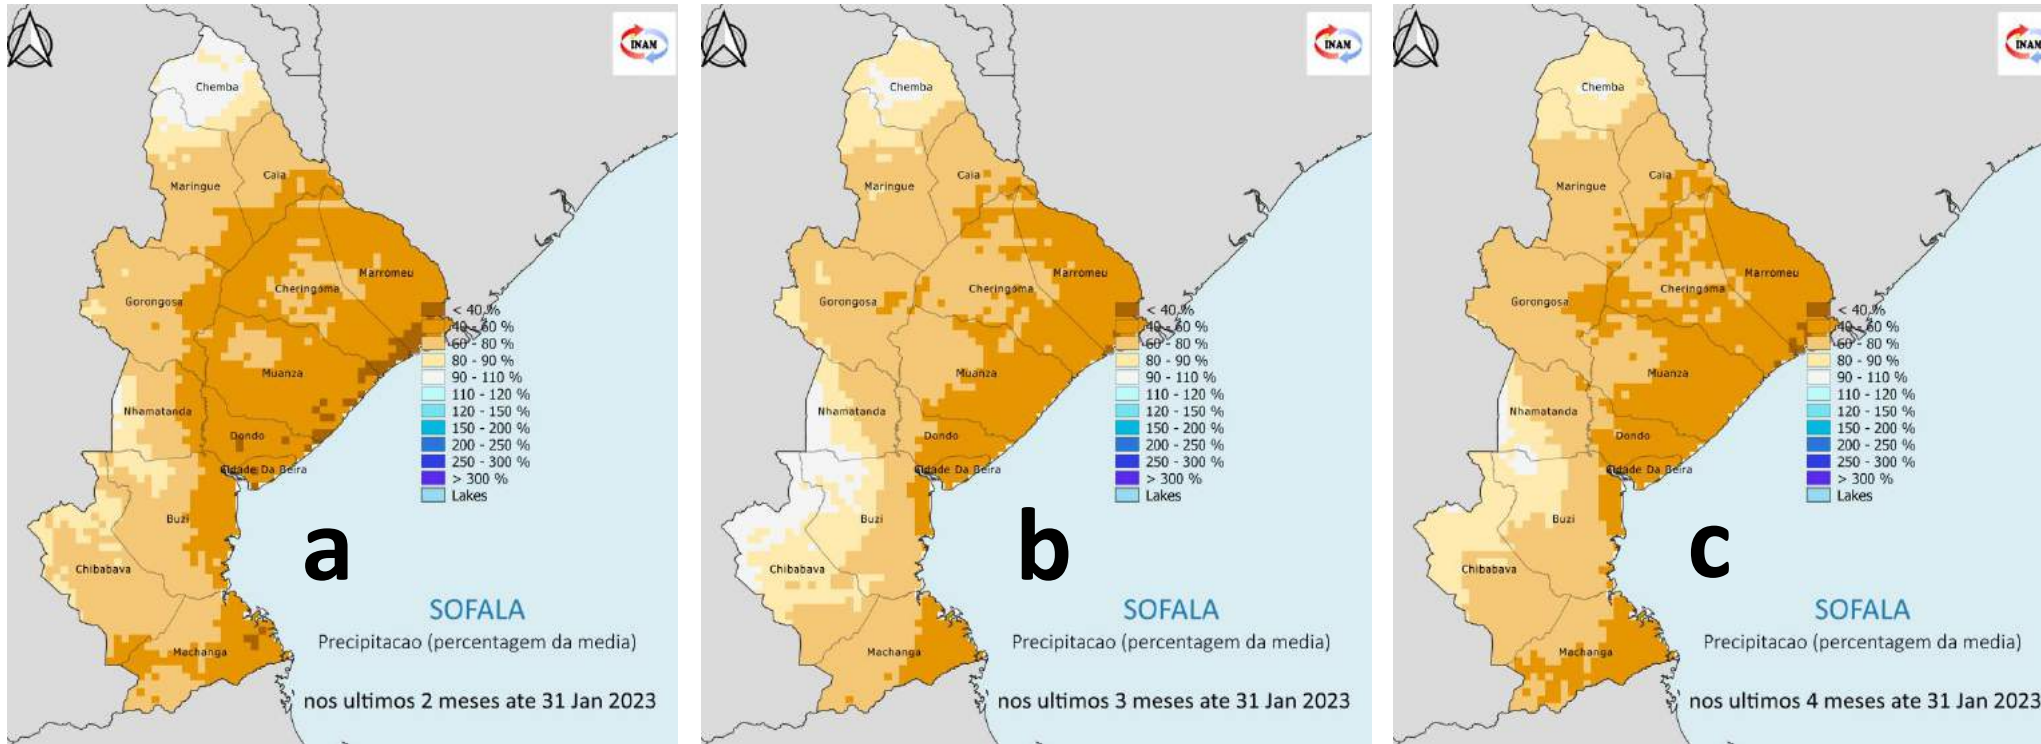 INAM
Chemba
Caia
Maringue
Marromeu
Cheringoma
Gorongosa
< 40 %
40 - 60 %
60 - 80 %
80 - 90 %
90 - 110 %
110 - 120 %
120 - 150 %
150 - 200 %
200 - 250 %
250 - 300 %
> 300 %
Lakes
Muanza
Nhamatanda
Dondo
Cidade Da Beira
Buzi
a
Chibabava
SOFALA
Precipitacao (percentagem da media)
Machanga
nos ultimos 2 meses ate 31 Jan 2023
INAM
Chemba
Caia
Maringue
Marromeu
Cheringoma
Gorongosa
< 40 %
40 - 60 %
60 - 80 %
80 - 90 %
90 - 110 %
110 - 120 %
120 - 150 %
150 - 200 %
200 - 250 %
250 - 300 %
> 300 %
Lakes
Muanza
Nhamatanda
Dondo
Cidade Da Beira
Buzi
b
Chibabava
SOFALA
Precipitacao (percentagem da media)
Machanga
nos ultimos 3 meses ate 31 Jan 2023
INAM
Chemba
Caia
Maringue
Marromeu
Cheringoma
Gorongosa
< 40 %
40 - 60 %
60 - 80 %
80 - 90 %
90 - 110 %
110 - 120 %
120 - 150 %
150 - 200 %
200 - 250 %
250 - 300 %
> 300 %
Lakes
Muanza
Nhamatanda
Dondo
Cidade Da Beira
Buzi
c
Chibabava
SOFALA
Precipitacao (percentagem da media)
Machanga
nos ultimos 4 meses ate 31 Jan 2023